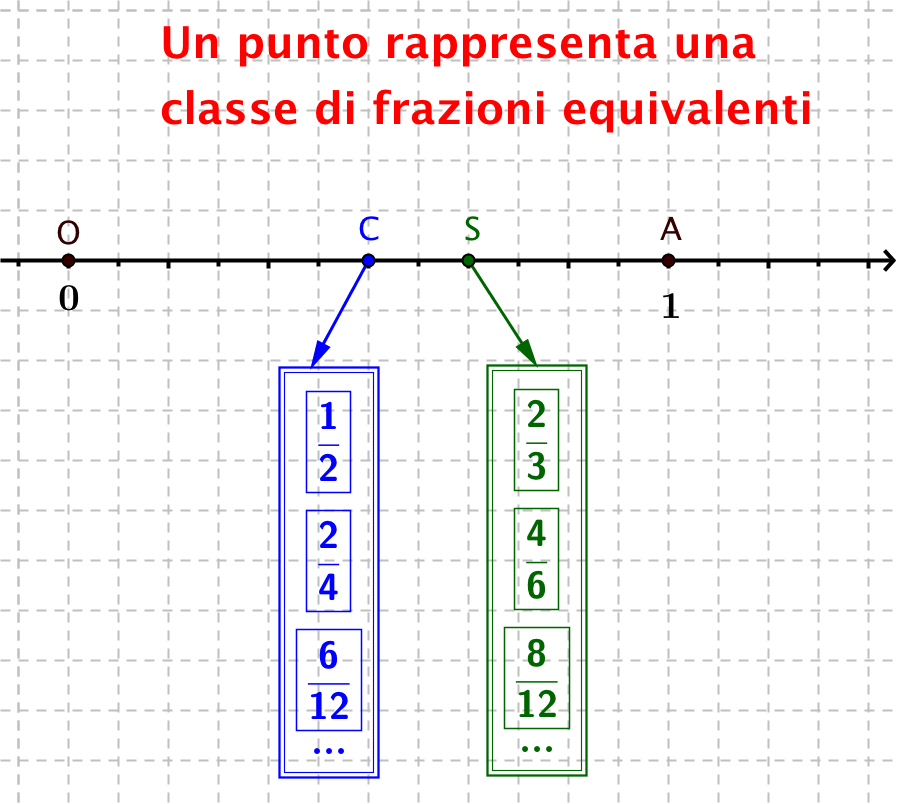 Un punto rappresenta una
classe di frazioni equivalenti
O C S A
0 1
1/2 2/3
2/4 4/6
6/12 8/12
... ...